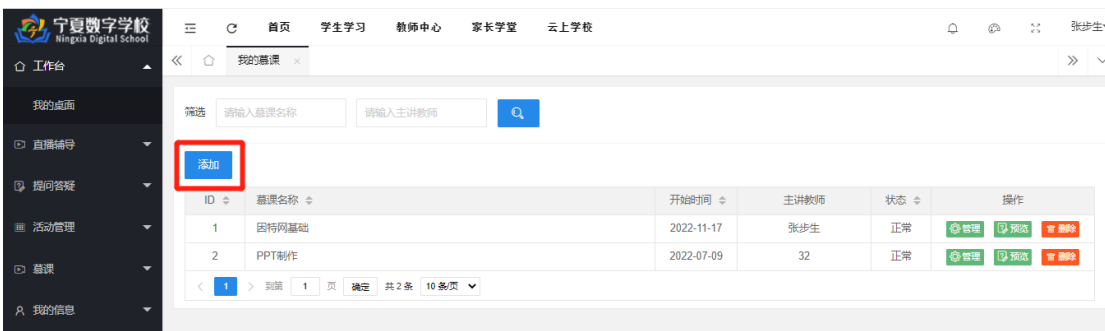 宁夏数字学校
Ningxia Digital School
首页 学生学习 教师中心 家长学堂 云上学校 张步生
工作台
我的桌面
直播辅导
提问答疑
活动管理
慕课
我的信息
我的慕课 ×
筛选 请输入慕课名称 请输入主讲教师
添加
ID 慕课名称 开始时间 主讲教师 状态 操作
1 因特网基础 2022-11-17 张步生 正常 管理 预览 删除
2 PPT制作 2022-07-09 32 正常 管理 预览 删除
< 1 > 到第 1 页 确定 共 2 条 10 条/页